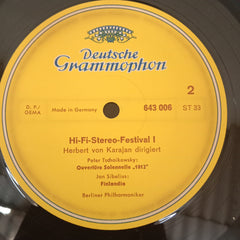 Deutsche
Grammophon
2
D. P./
GEMA
Made in Germany
643 006
ST 33
Hi-Fi-Stereo-Festival I
Herbert von Karajan dirigiert
Peter Tschaikowsky:
Ouvertüre Solennelle „1812"
Jan Sibelius:
Finlandia
Berliner Philharmoniker